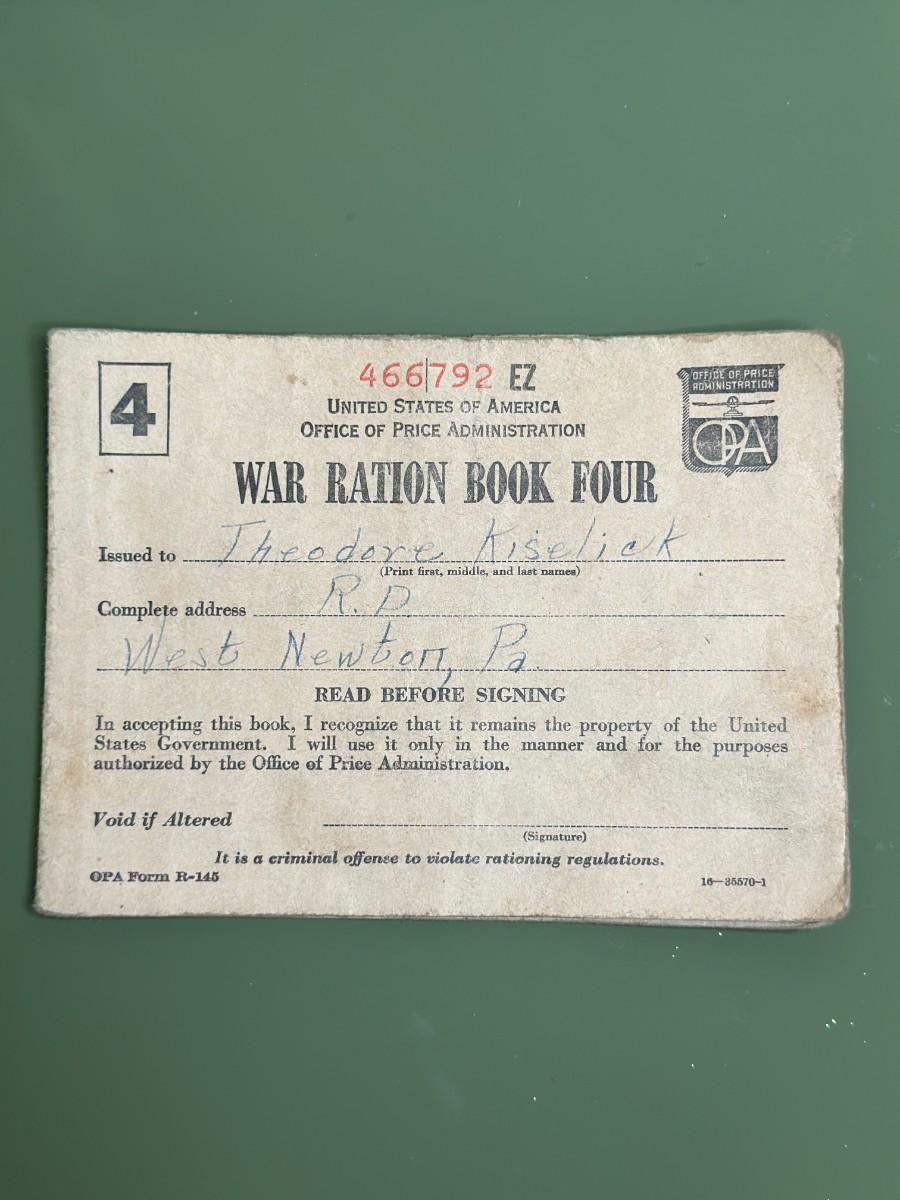 4
466792 EZ
OFFICE OF PRICE
ADMINISTRATION
OPA
UNITED STATES OF AMERICA
OFFICE OF PRICE ADMINISTRATION
WAR RATION BOOK FOUR
Issued to Theodore Kiselick
(Print first, middle, and last names)
Complete address R.D.
West Newton, Pa.
READ BEFORE SIGNING
In accepting this book, I recognize that it remains the property of the United
States Government. I will use it only in the manner and for the purposes
authorized by the Office of Price Administration.
Void if Altered
(Signature)
It is a criminal offense to violate rationing regulations.
OPA Form R-145
16—35570-1